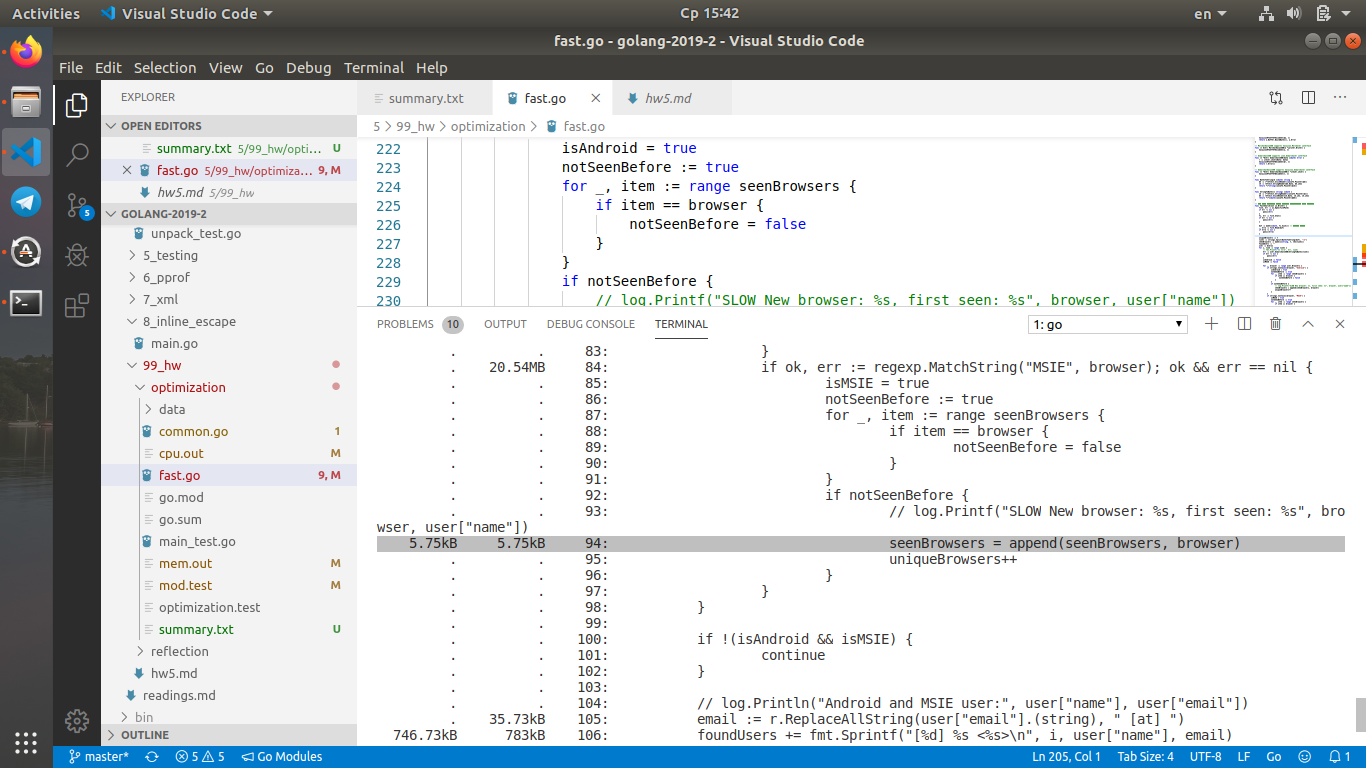 Activities Visual Studio Code Ср 15:42 en
fast.go - golang-2019-2 - Visual Studio Code
File Edit Selection View Go Debug Terminal Help
EXPLORER
OPEN EDITORS
summary.txt 5/99_hw/opti... U
fast.go 5/99_hw/optimiza... 9, M
hw5.md 5/99_hw
GOLANG-2019-2
unpack_test.go
5_testing
6_pprof
7_xml
8_inline_escape
main.go
99_hw
optimization
data
common.go 1
cpu.out M
fast.go 9, M
go.mod
go.sum
main_test.go
mem.out M
mod.test M
optimization.test
summary.txt U
reflection
hw5.md
readings.md
bin
OUTLINE
5
summary.txt fast.go hw5.md
5 > 99_hw > optimization > fast.go
222 isAndroid = true
223 notSeenBefore := true
224 for _, item := range seenBrowsers {
225 if item == browser {
226 notSeenBefore = false
227 }
228 }
229 if notSeenBefore {
230 // log.Printf("SLOW New browser: %s, first seen: %s", browser, user["name"])
PROBLEMS 10 OUTPUT DEBUG CONSOLE TERMINAL 1: go
. . 83: }
. 20.54MB 84: if ok, err := regexp.MatchString("MSIE", browser); ok && err == nil {
. . 85: isMSIE = true
. . 86: notSeenBefore := true
. . 87: for _, item := range seenBrowsers {
. . 88: if item == browser {
. . 89: notSeenBefore = false
. . 90: }
. . 91: }
. . 92: if notSeenBefore {
. . 93: // log.Printf("SLOW New browser: %s, first seen: %s", bro
wser, user["name"])
5.75kB 5.75kB 94: seenBrowsers = append(seenBrowsers, browser)
. . 95: uniqueBrowsers++
. . 96: }
. . 97: }
. . 98: }
. . 99:
. . 100: if !(isAndroid && isMSIE) {
. . 101: continue
. . 102: }
. . 103:
. . 104: // log.Println("Android and MSIE user:", user["name"], user["email"])
. 35.73kB 105: email := r.ReplaceAllString(user["email"].(string), " [at] ")
746.73kB 783kB 106: foundUsers += fmt.Sprintf("[%d] %s <%s>\n", i, user["name"], email)
master* 5 5 Go Modules Ln 205, Col 1 Tab Size: 4 UTF-8 LF Go 1